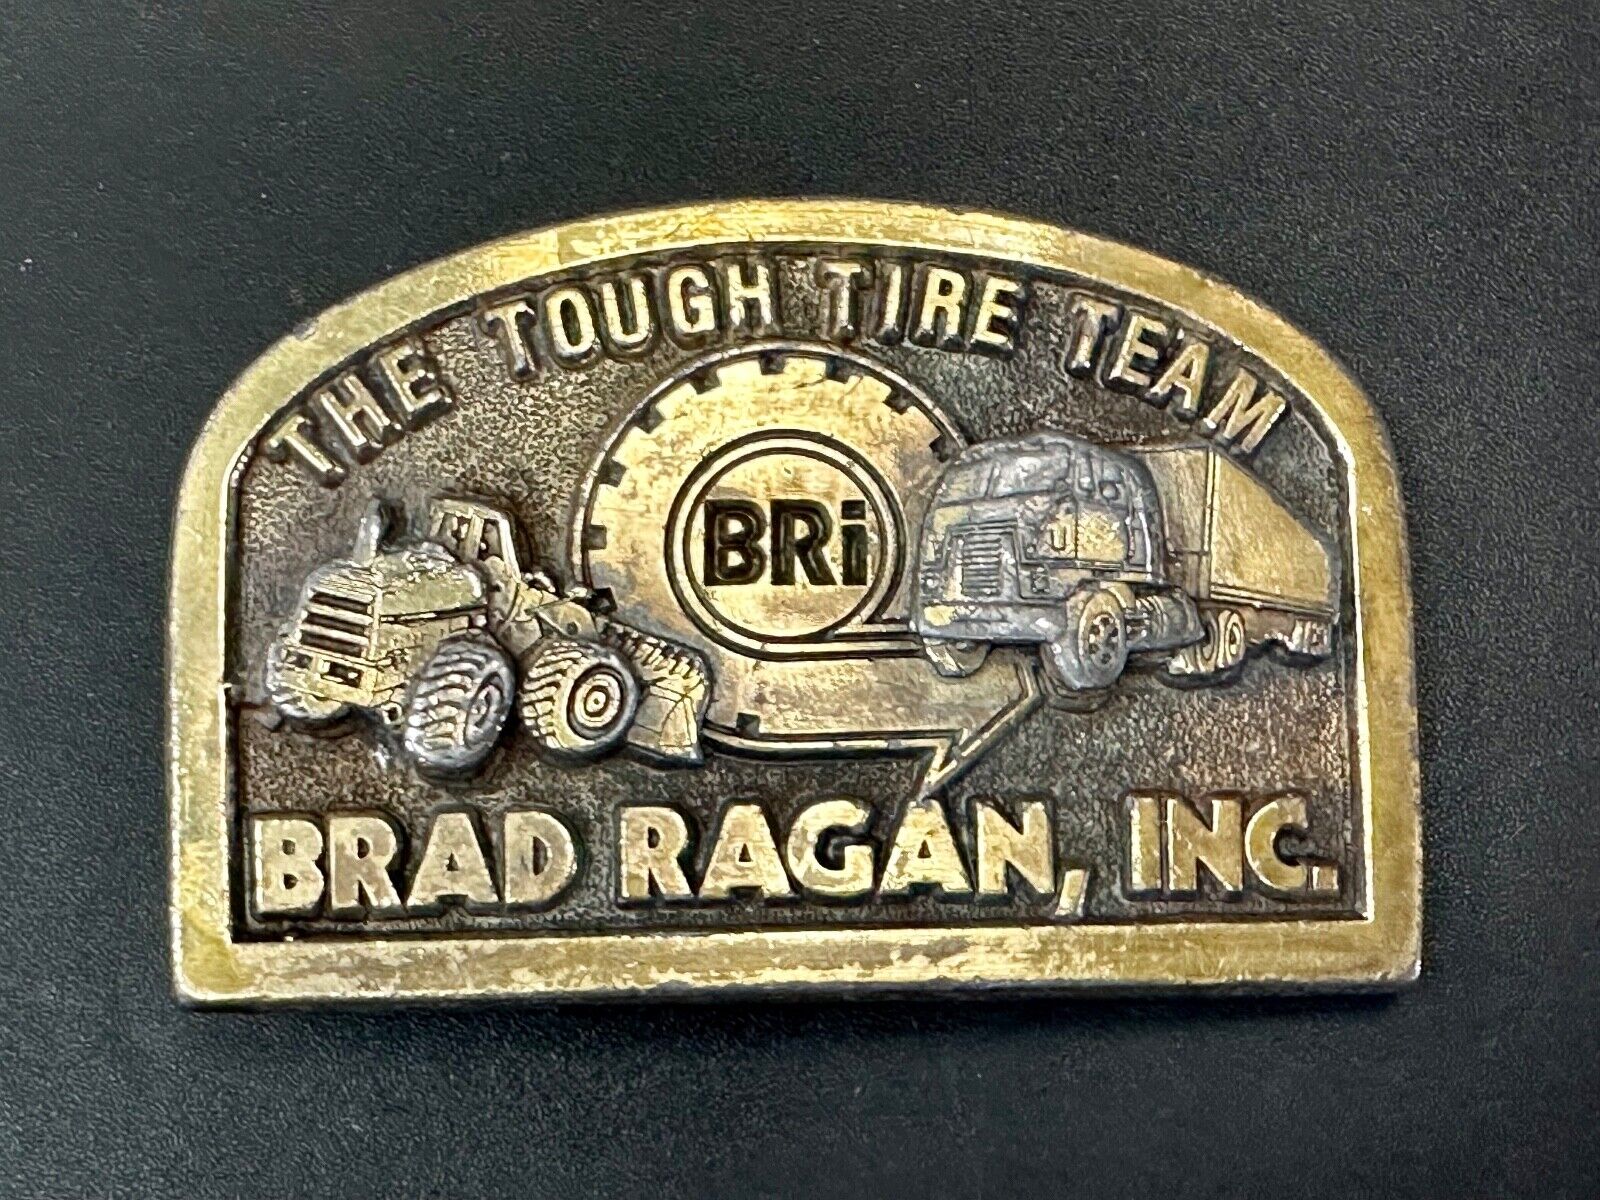 THE TOUGH TIRE TEAM
BRi
BRAD RAGAN, INC.